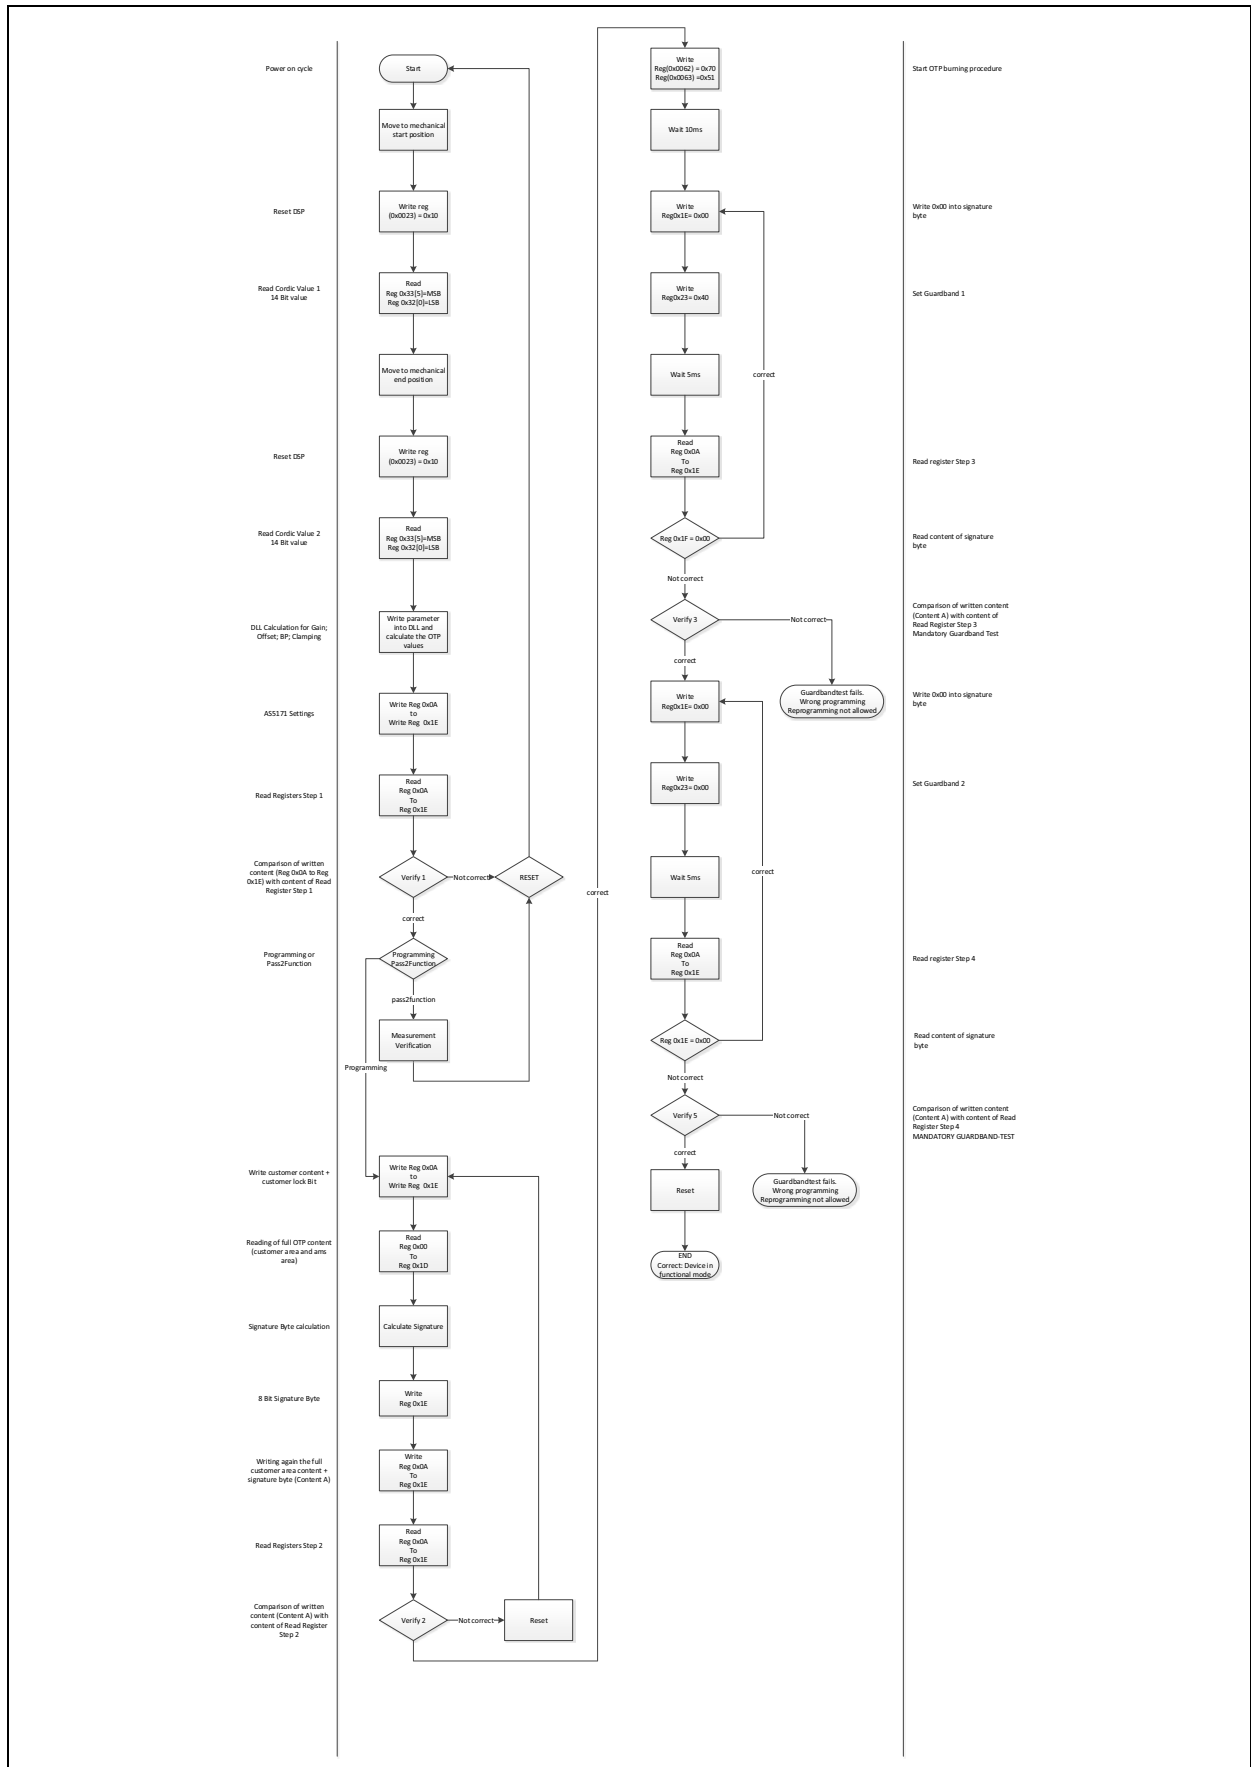 Power on cycle
Start
Move to mechanical
start position
Reset DSP
Write reg
(0x0023) = 0x10
Read Cordic Value 1
14 Bit value
Read
Reg 0x33[5]=MSB
Reg 0x32[0]=LSB
Move to mechanical
end position
Reset DSP
Write reg
(0x0023) = 0x10
Read Cordic Value 2
14 Bit value
Read
Reg 0x33[5]=MSB
Reg 0x32[0]=LSB
DLL Calculation for Gain;
Offset; BP; Clamping
Write parameter
into DLL and
calculate the OTP
values
AS5171 Settings
Write Reg 0x0A
to
Write Reg 0x1E
Read Registers Step 1
Read
Reg 0x0A
To
Reg 0x1E
Comparison of written
content (Reg 0x0A to Reg
0x1E) with content of Read
Register Step 1
Verify 1
Not correct
RESET
correct
Programming or
Pass2Function
Programming
Pass2Function
pass2function
Measurement
Verification
Programming
Write customer content +
customer lock Bit
Write Reg 0x0A
to
Write Reg 0x1E
Reading of full OTP content
(customer area and ams
area)
Read
Reg 0x00
To
Reg 0x1D
Signature Byte calculation
Calculate Signature
8 Bit Signature Byte
Write
Reg 0x1E
Writing again the full
customer area content +
signature byte (Content A)
Write
Reg 0x0A
To
Reg 0x1E
Read Registers Step 2
Read
Reg 0x0A
To
Reg 0x1E
Comparison of written
content (Content A) with
content of Read Register
Step 2
Verify 2
Not correct
Reset
correct
Write
Reg(0x0062) = 0x70
Reg(0x0063) =0x51
Start OTP burning procedure
Wait 10ms
Write
Reg0x1E= 0x00
Write 0x00 into signature
byte
Write
Reg0x23= 0x40
Set Guardband 1
Wait 5ms
correct
Read
Reg 0x0A
To
Reg 0x1E
Read register Step 3
Reg 0x1F = 0x00
Read content of signature
byte
Not correct
Verify 3
Not correct
Comparison of written content
(Content A) with content of
Read Register Step 3
Mandatory Guardband Test
correct
Guardbandtest fails.
Wrong programming
Reprogramming not allowed
Write
Reg0x1E= 0x00
Write 0x00 into signature
byte
Write
Reg0x23= 0x00
Set Guardband 2
Wait 5ms
correct
Read
Reg 0x0A
To
Reg 0x1E
Read register Step 4
Reg 0x1E = 0x00
Read content of signature
byte
Not correct
Verify 5
Not correct
Comparison of written content
(Content A) with content of Read
Register Step 4
MANDATORY GUARDBAND-TEST
correct
Guardbandtest fails.
Wrong programming
Reprogramming not allowed
Reset
END
Correct: Device in
functional mode